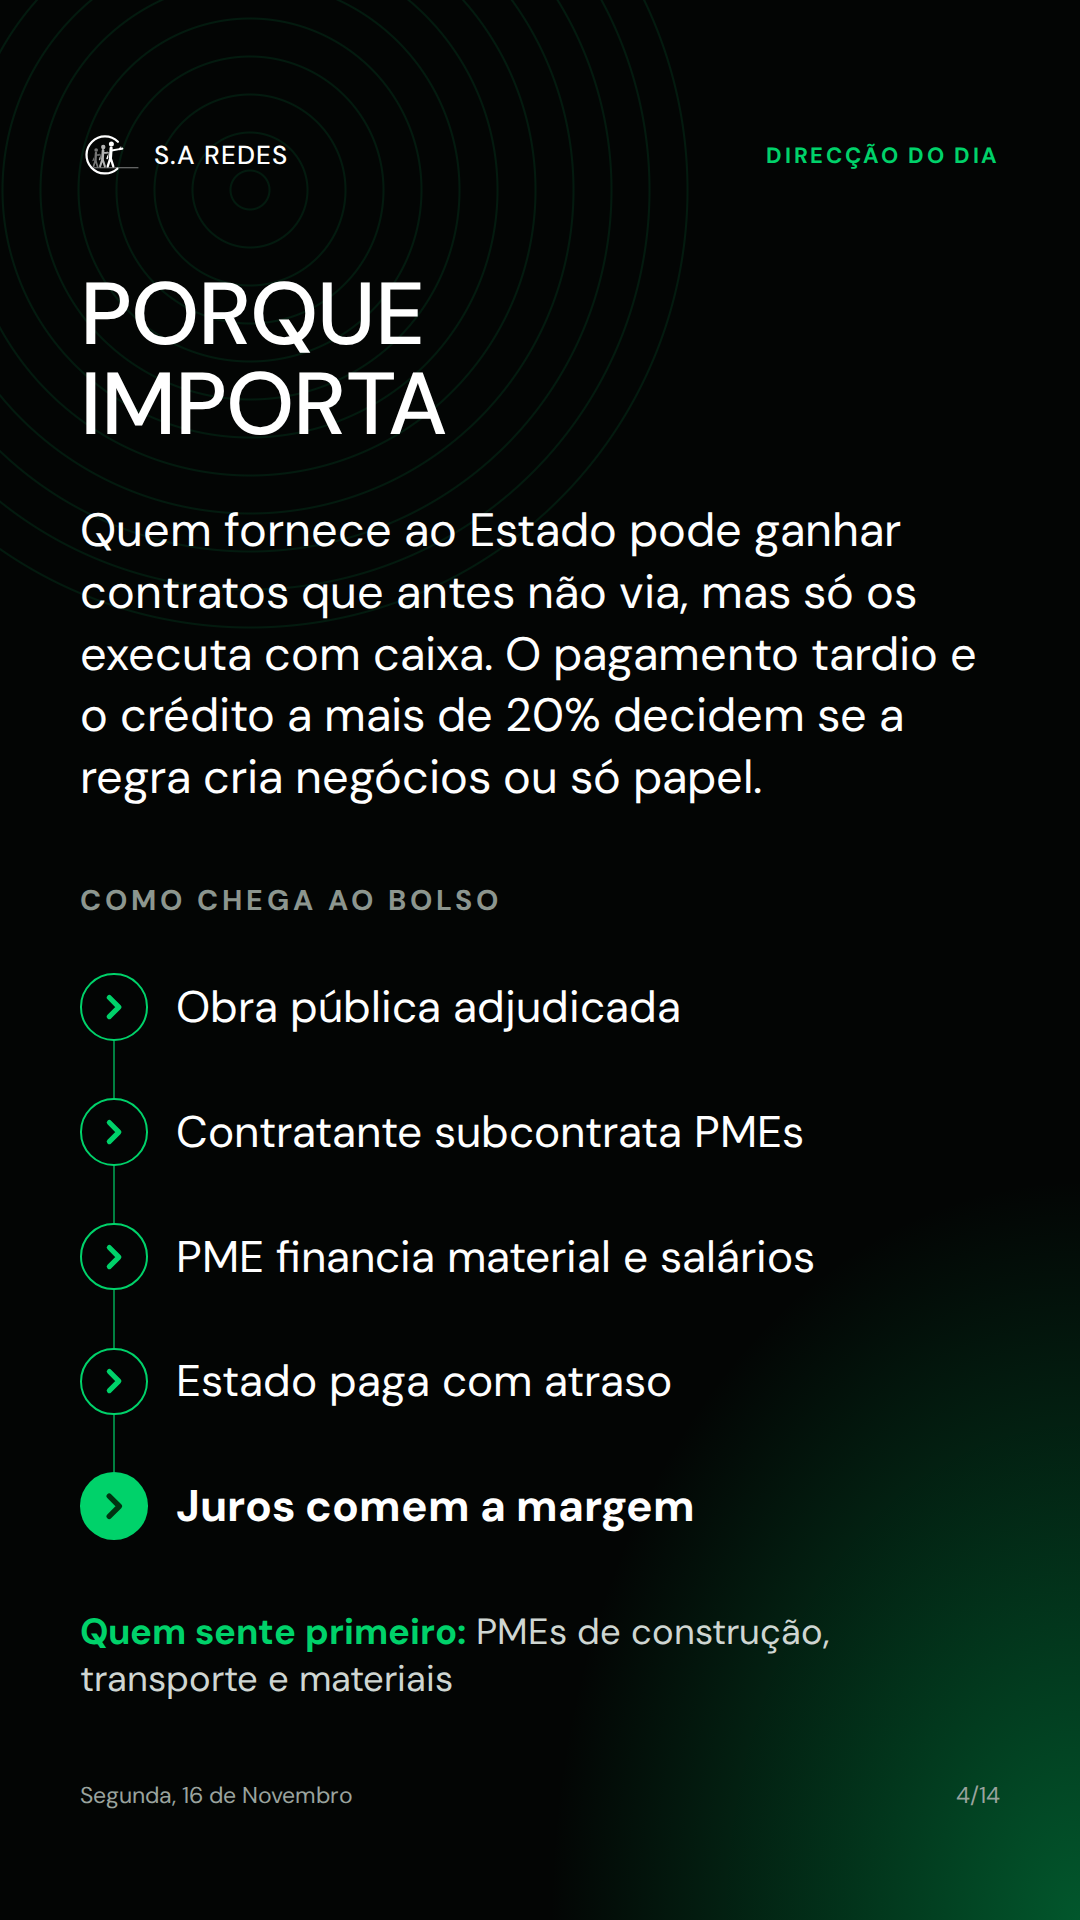 S.A REDES
DIRECÇÃO DO DIA
PORQUE
IMPORTA
Quem fornece ao Estado pode ganhar
contratos que antes não via, mas só os
executa com caixa. O pagamento tardio e
o crédito a mais de 20% decidem se a
regra cria negócios ou só papel.
COMO CHEGA AO BOLSO
Obra pública adjudicada
Contratante subcontrata PMEs
PME financia material e salários
Estado paga com atraso
Juros comem a margem
Quem sente primeiro: PMEs de construção,
transporte e materiais
Segunda, 16 de Novembro
4/14